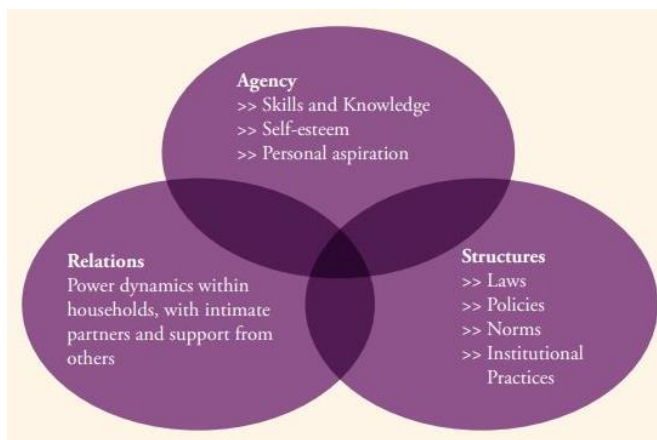 Agency
>> Skills and Knowledge
>> Self-esteem
>> Personal aspiration
Relations
Power dynamics within
households, with intimate
partners and support from
others
Structures
>> Laws
>> Policies
>> Norms
>> Institutional
Practices